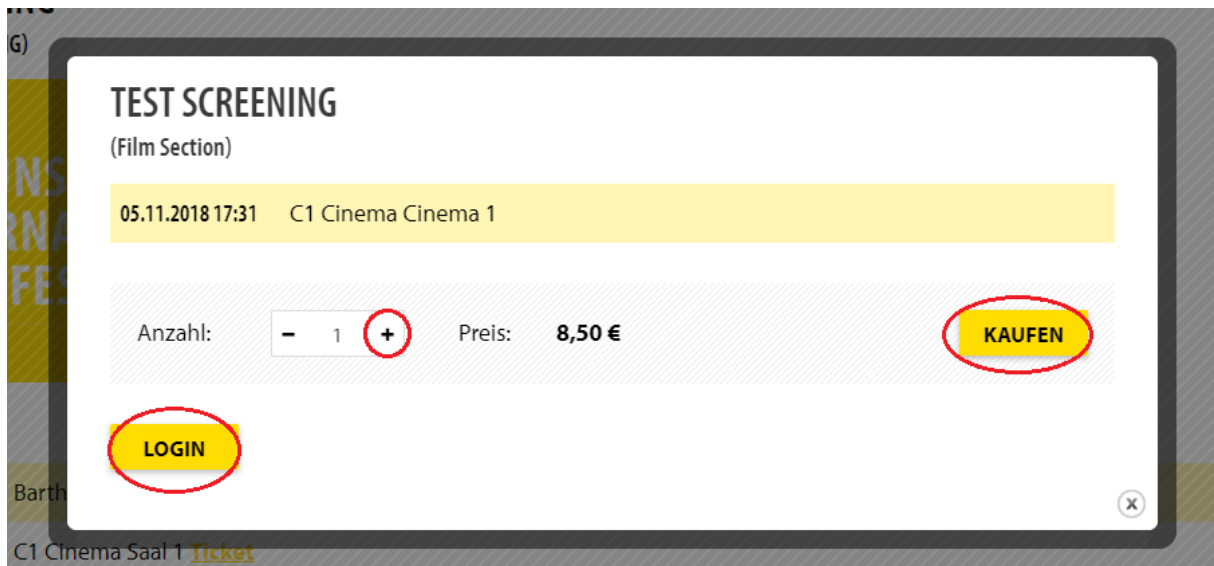 G)
TEST SCREENING
(Film Section)
05.11.2018 17:31 C1 Cinema Cinema 1
Anzahl: - 1 + Preis: 8,50 € KAUFEN
LOGIN
Barth
x
C1 Cinema Saal 1 Ticket